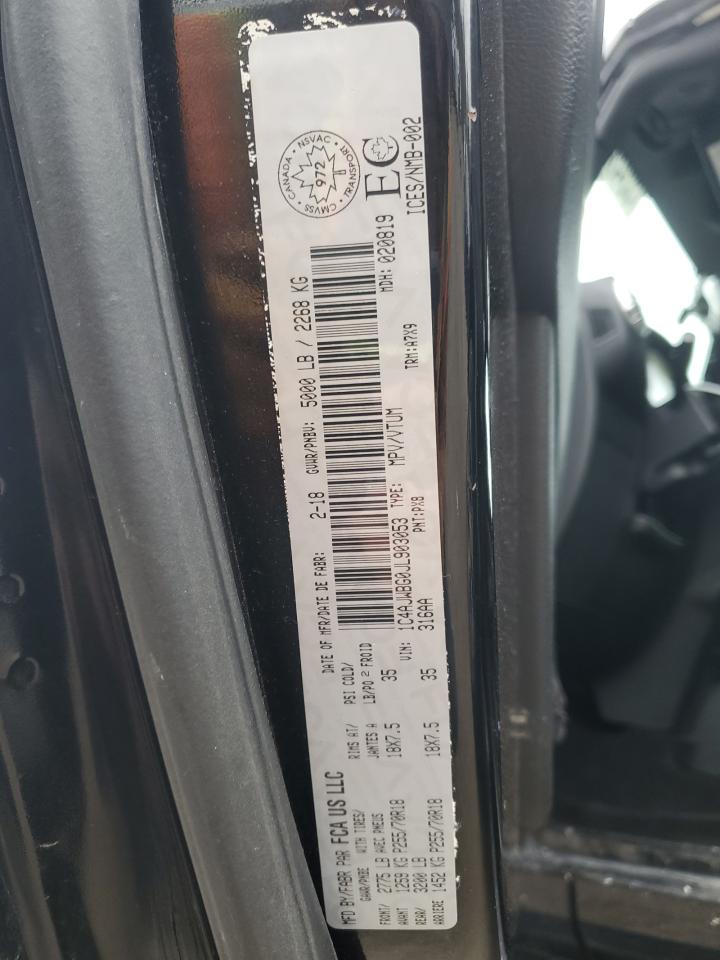 MFD BY/FABR PAR FCA US LLC
DATE OF MFR/DATE DE FABR: 2-18
GVWR/PNBV: 5000 LB / 2268 KG
GAWR/PNBE WITH TIRES/ RIMS AT/ PSI COLD/
AVEC PNEUS JANTES A LB/PO 2 FROID
FRONT/ 2775 LB
AVANT 1259 KG P255/70R18 18X7.5 35
REAR/ 3200 LB
ARRIERE 1452 KG P255/70R18 18X7.5 35
VIN: 1C4AJWBG0JL903053 TYPE: MPV/VTUM
316AA PNT:PX8 TRM:A7X9
MDH: 020819
CANADA • NSVAC • TRANSPORT • CMVSS •
972
EC
ICES/NMB-002